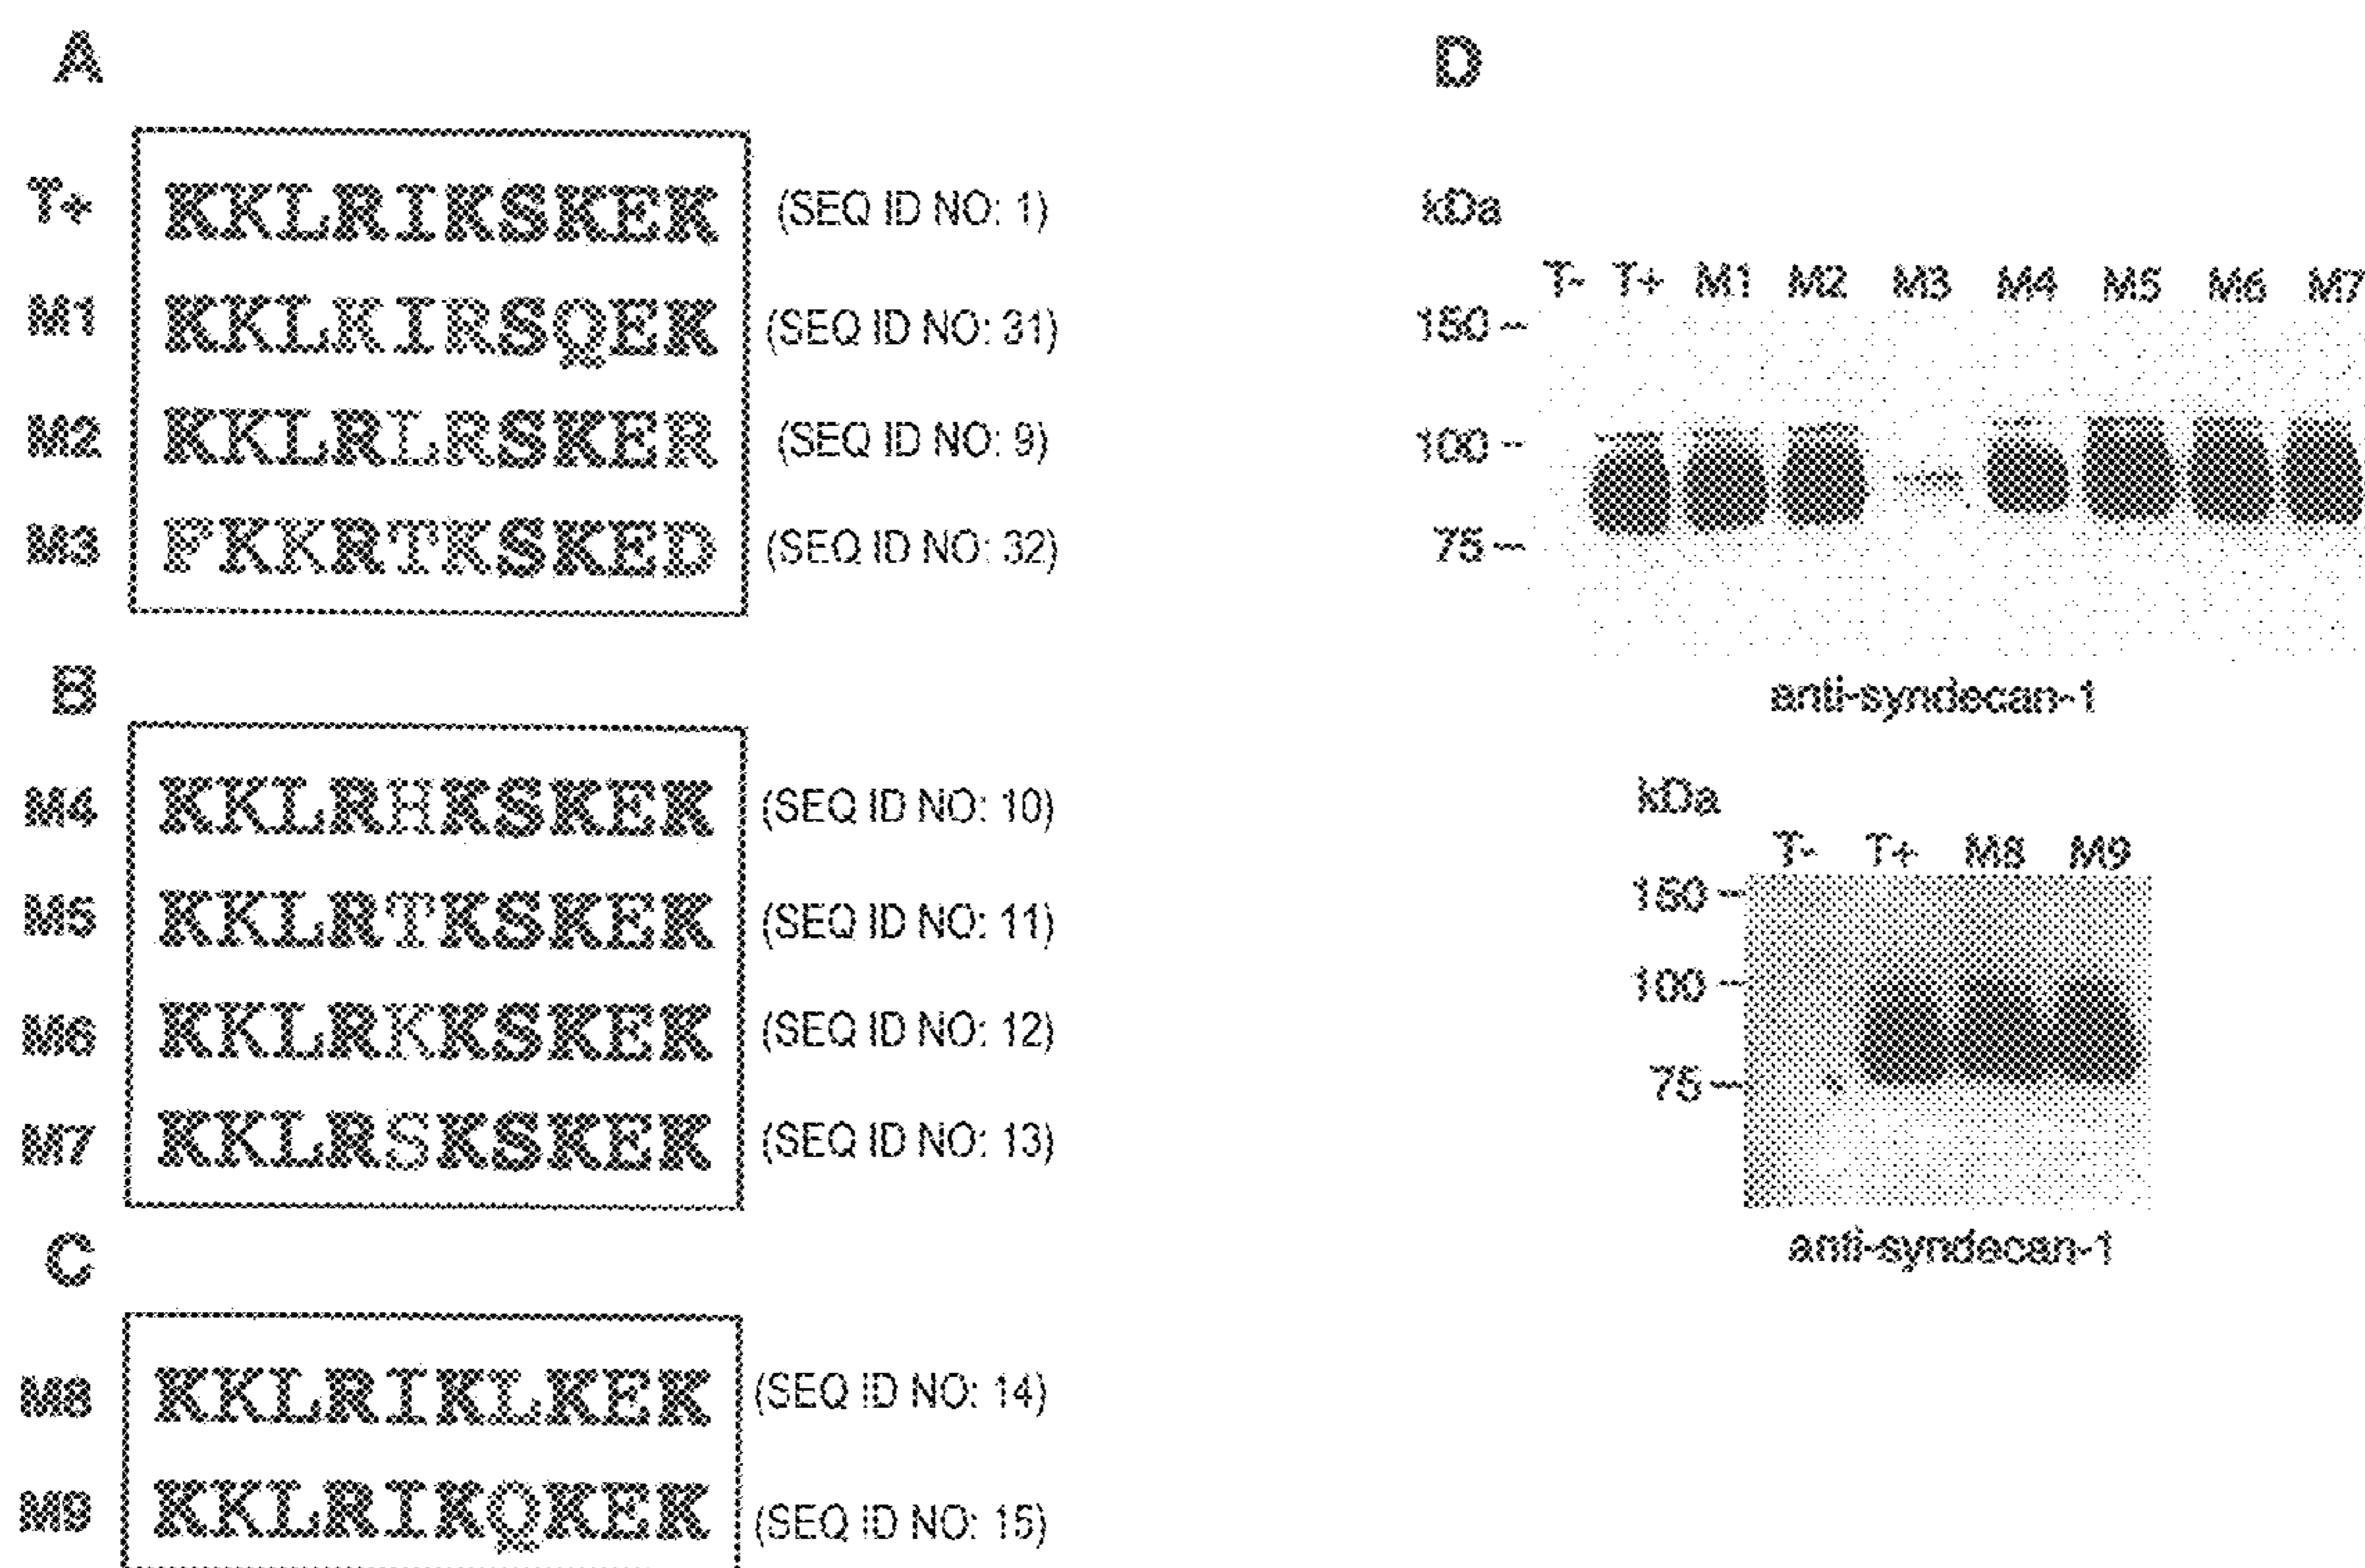 A
T+ KKLRIKSKEK (SEQ ID NO: 1)
M1 KKLKIRSQEK (SEQ ID NO: 31)
M2 KKLRLRSKER (SEQ ID NO: 9)
M3 FKKRTKSKED (SEQ ID NO: 32)
B
M4 KKLRHKSKEK (SEQ ID NO: 10)
M5 KKLRTKSKEK (SEQ ID NO: 11)
M6 KKLRKKSKEK (SEQ ID NO: 12)
M7 KKLRSKSKEK (SEQ ID NO: 13)
C
M8 KKLRIKLKEK (SEQ ID NO: 14)
M9 KKLRIKQKEK (SEQ ID NO: 15)
D
kDa
T- T+ M1 M2 M3 M4 M5 M6 M7
150
100
75
anti-syndecan-1
kDa
T- T+ M8 M9
150
100
75
anti-syndecan-1